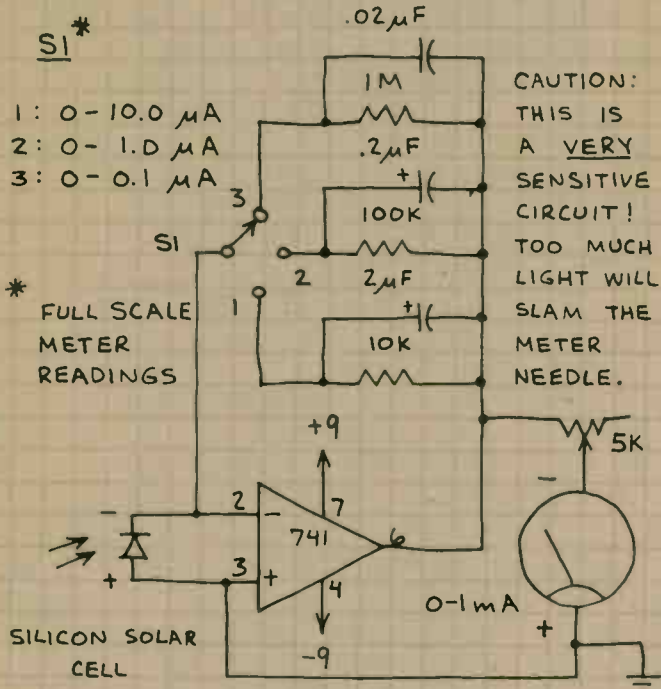 S1*
1: 0-10.0 µA
2: 0- 1.0 µA
3: 0- 0.1 µA
* FULL SCALE
METER
READINGS
.02µF
1M
.2µF
+
100K
2µF
+
10K
S1
3
2
1
CAUTION:
THIS IS
A VERY
SENSITIVE
CIRCUIT!
TOO MUCH
LIGHT WILL
SLAM THE
METER
NEEDLE.
+9
-
2
-
7
741
6
+
3
+
4
-9
5K
-
0-1mA
+
SILICON SOLAR
CELL